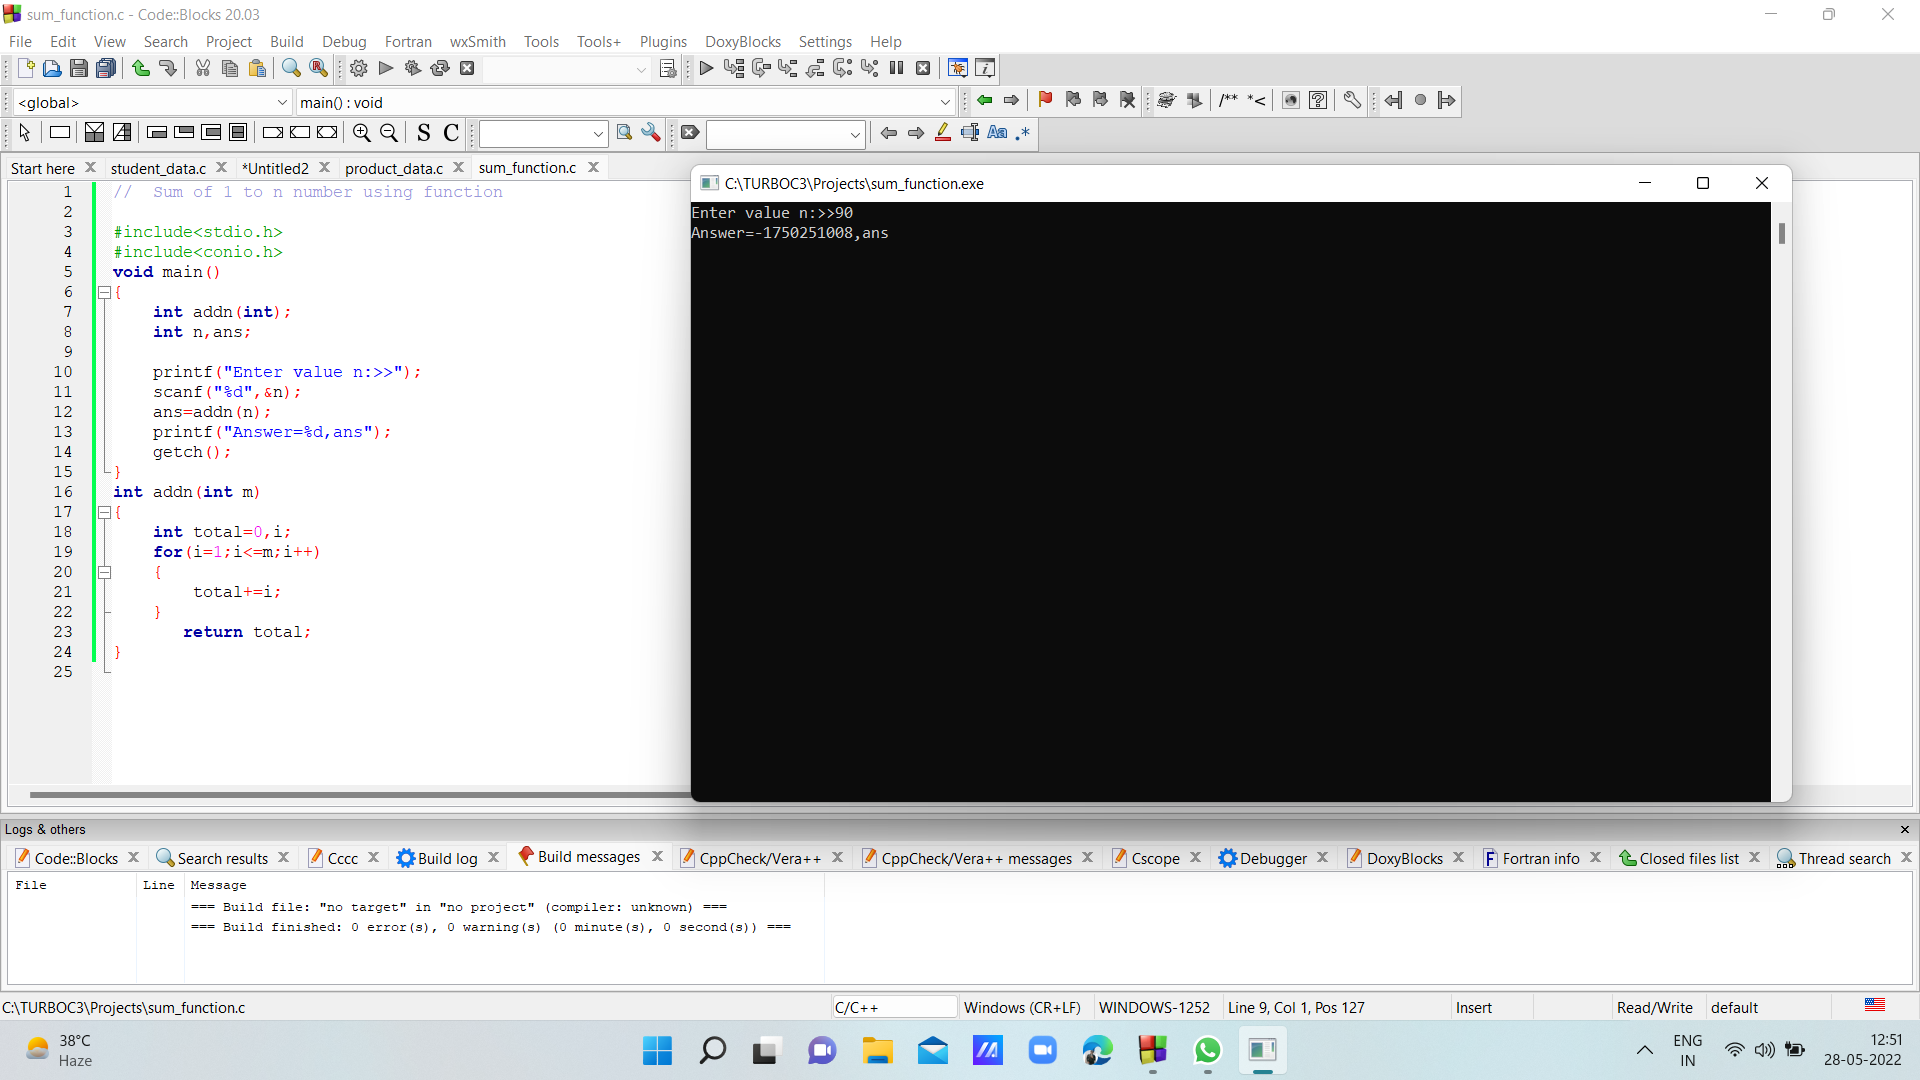 sum_function.c - Code::Blocks 20.03
File Edit View Search Project Build Debug Fortran wxSmith Tools Tools+ Plugins DoxyBlocks Settings Help
<global> main() : void /** *<
S C Aa .*
Start here student_data.c *Untitled2 product_data.c sum_function.c
1 // Sum of 1 to n number using function
2
3 #include<stdio.h>
4 #include<conio.h>
5 void main()
6 {
7 int addn(int);
8 int n,ans;
9
10 printf("Enter value n:>>");
11 scanf("%d",&n);
12 ans=addn(n);
13 printf("Answer=%d,ans");
14 getch();
15 }
16 int addn(int m)
17 {
18 int total=0,i;
19 for(i=1;i<=m;i++)
20 {
21 total+=i;
22 }
23 return total;
24 }
25
C:\TURBOC3\Projects\sum_function.exe
Enter value n:>>90
Answer=-1750251008,ans
Logs & others
Code::Blocks Search results Cccc Build log Build messages CppCheck/Vera++ CppCheck/Vera++ messages Cscope Debugger DoxyBlocks Fortran info Closed files list Thread search
File Line Message
=== Build file: "no target" in "no project" (compiler: unknown) ===
=== Build finished: 0 error(s), 0 warning(s) (0 minute(s), 0 second(s)) ===
C:\TURBOC3\Projects\sum_function.c C/C++ Windows (CR+LF) WINDOWS-1252 Line 9, Col 1, Pos 127 Insert Read/Write default
38°C
Haze
ENG
IN
12:51
28-05-2022